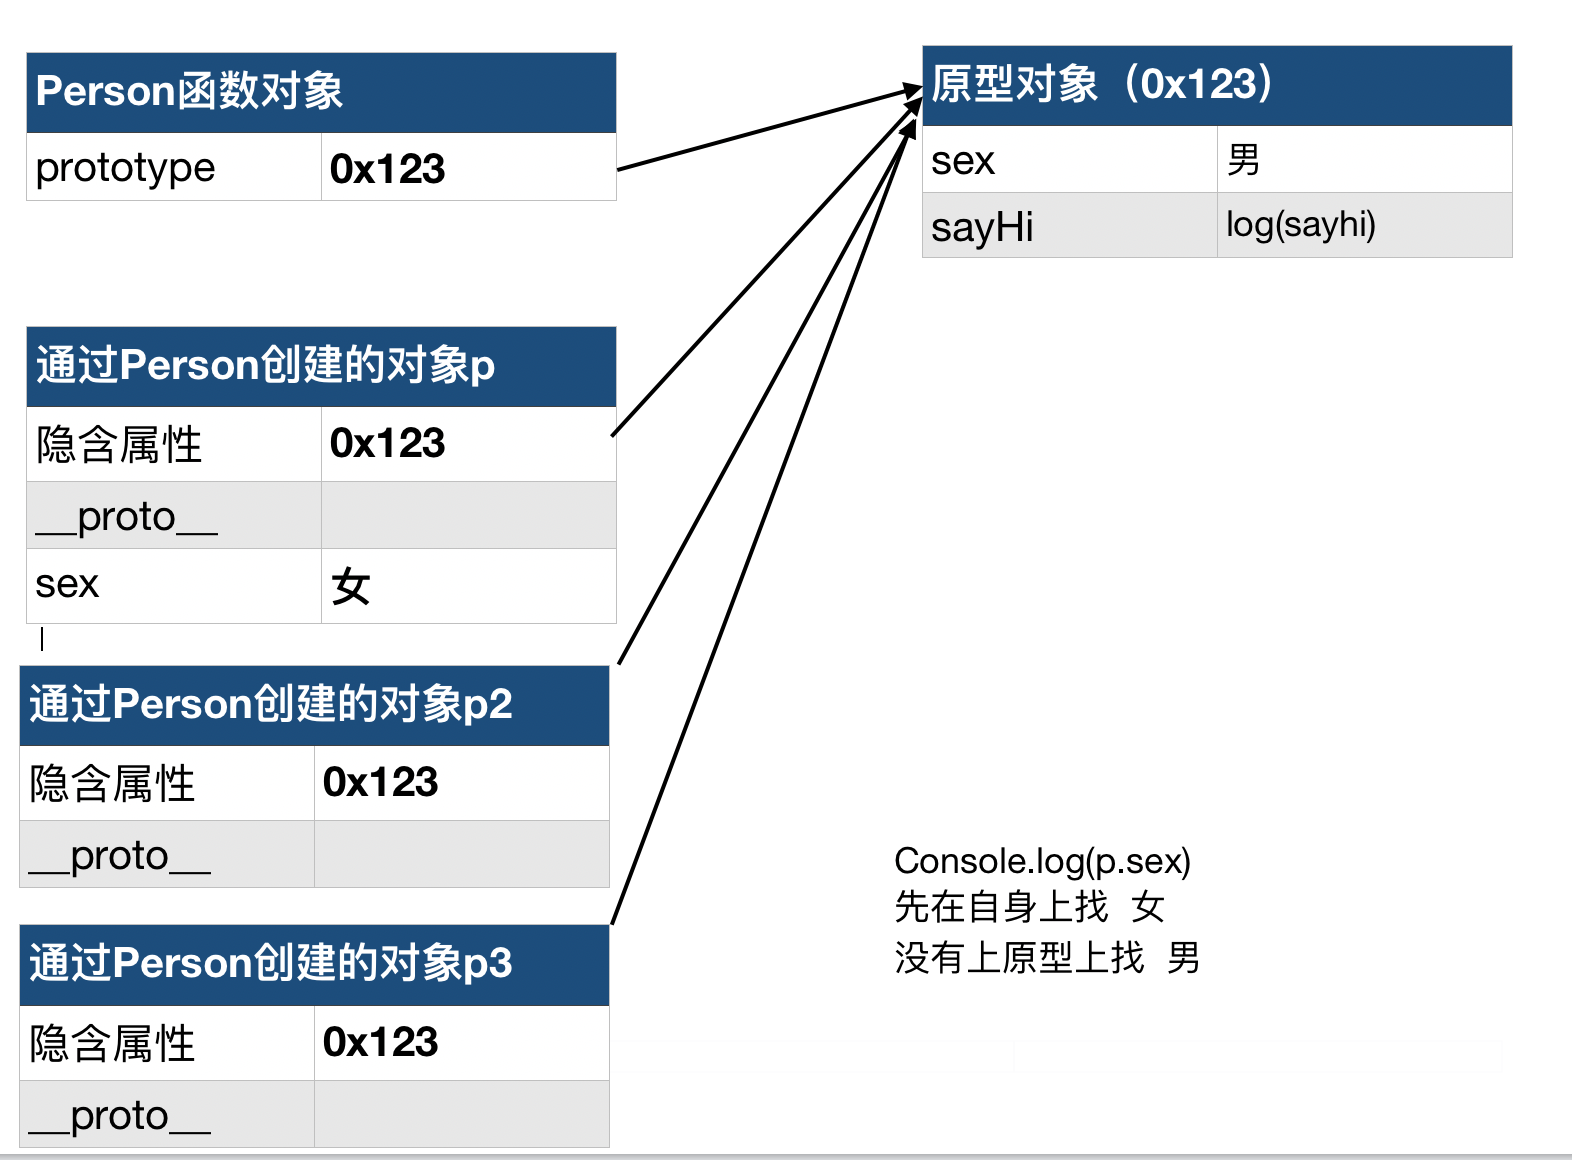 Person函数对象
prototype 0x123
原型对象（0x123）
sex 男
sayHi log(sayhi)
通过Person创建的对象p
隐含属性 0x123
__proto__
sex 女
通过Person创建的对象p2
隐含属性 0x123
__proto__
通过Person创建的对象p3
隐含属性 0x123
__proto__
Console.log(p.sex)
先在自身上找 女
没有上原型上找 男